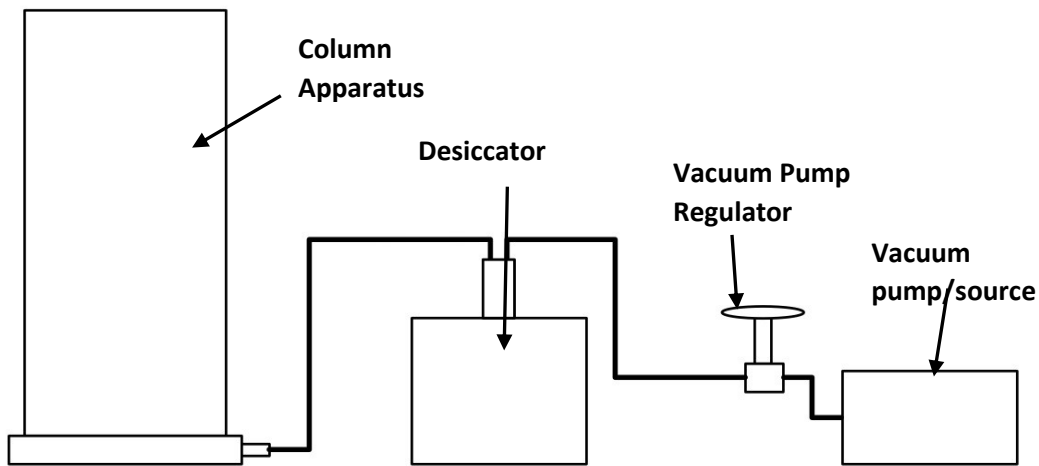 Column
Apparatus
Desiccator
Vacuum Pump
Regulator
Vacuum
pump/source